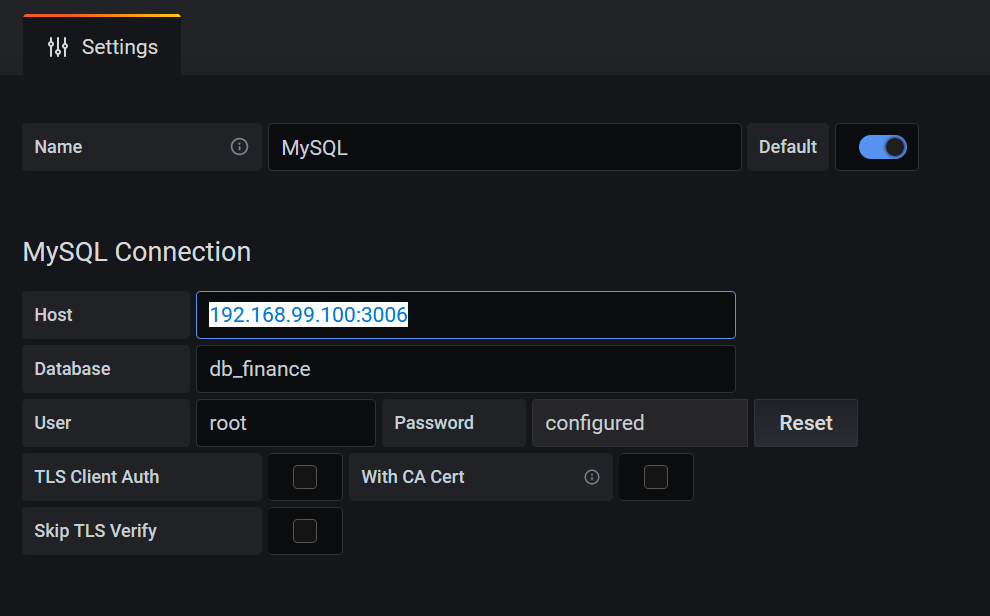 Settings
Name MySQL Default
MySQL Connection
Host 192.168.99.100:3006
Database db_finance
User root Password configured Reset
TLS Client Auth With CA Cert
Skip TLS Verify